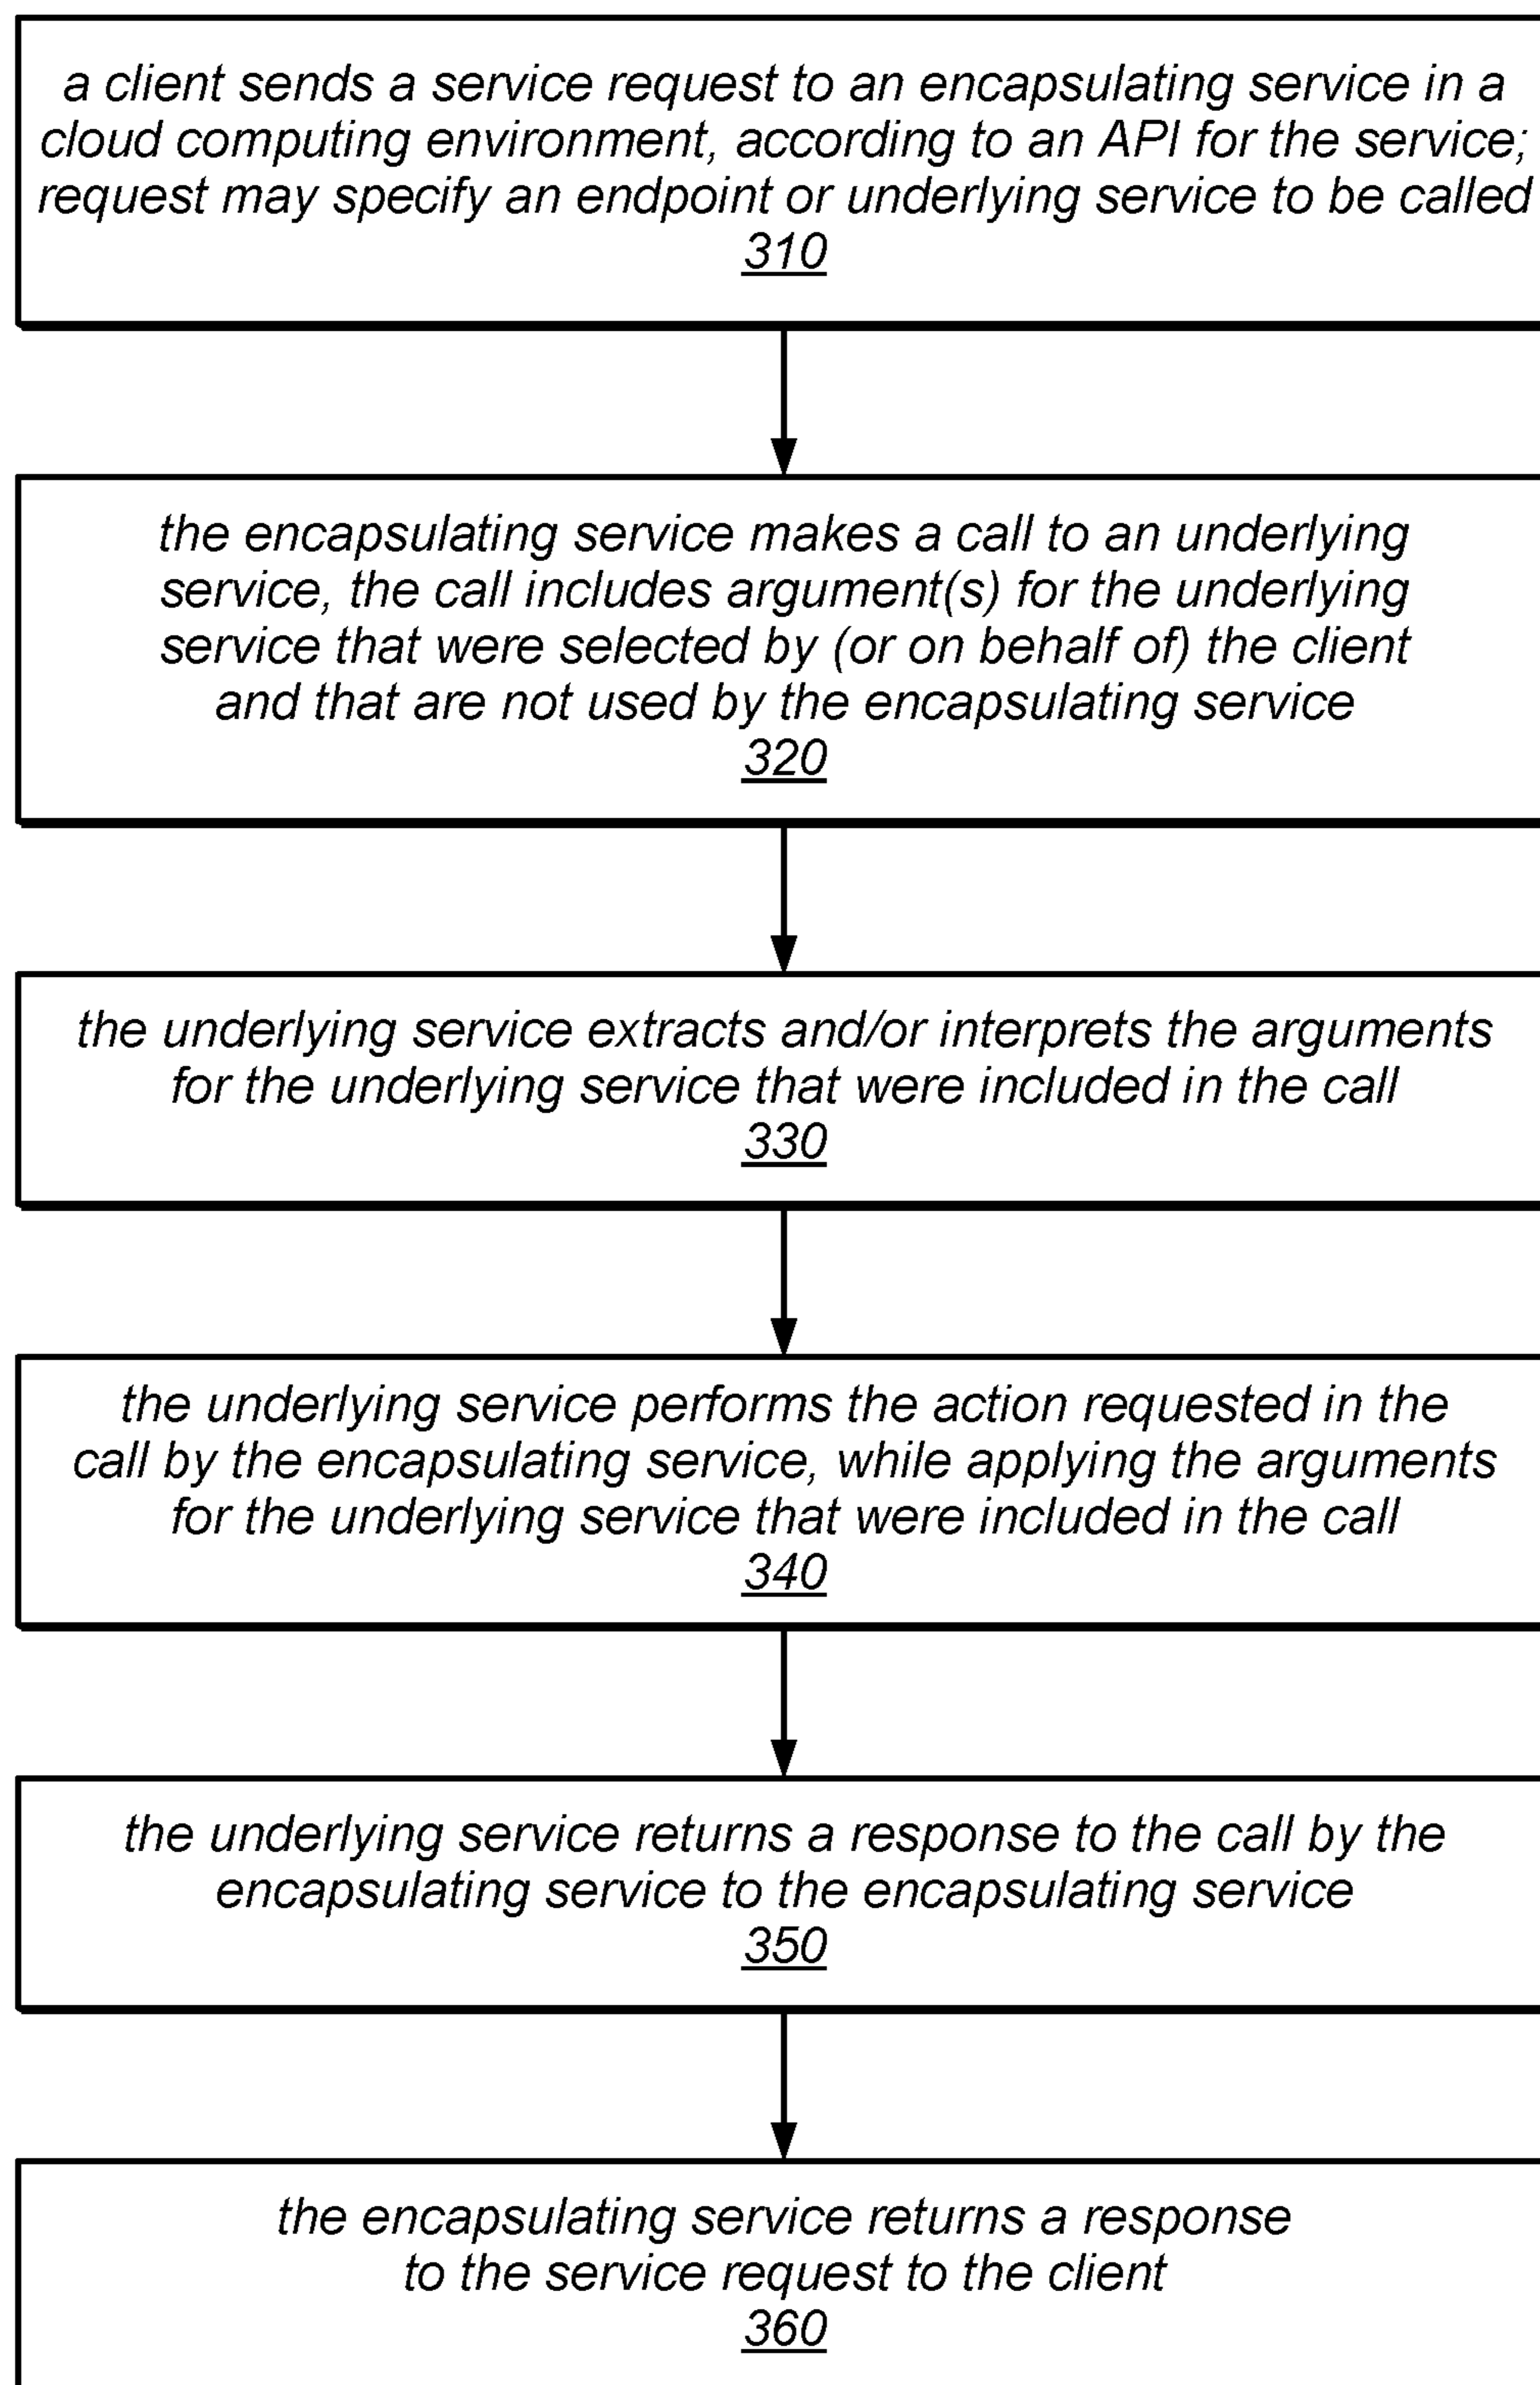 a client sends a service request to an encapsulating service in a
cloud computing environment, according to an API for the service;
request may specify an endpoint or underlying service to be called
310
the encapsulating service makes a call to an underlying
service, the call includes argument(s) for the underlying
service that were selected by (or on behalf of) the client
and that are not used by the encapsulating service
320
the underlying service extracts and/or interprets the arguments
for the underlying service that were included in the call
330
the underlying service performs the action requested in the
call by the encapsulating service, while applying the arguments
for the underlying service that were included in the call
340
the underlying service returns a response to the call by the
encapsulating service to the encapsulating service
350
the encapsulating service returns a response
to the service request to the client
360